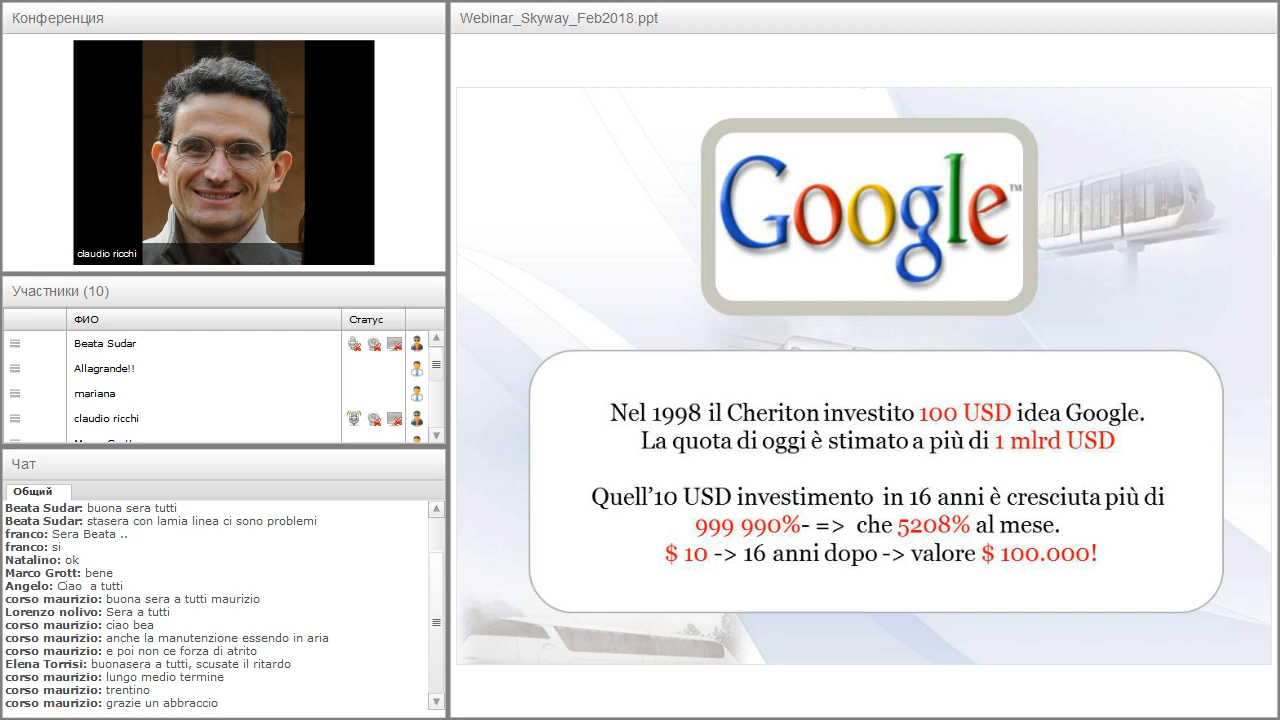 Конференция
claudio ricchi
Участники (10)
ФИО
Статус
Beata Sudar
Allagrande!!
mariana
claudio ricchi
Чат
Общий
Beata Sudar: buona sera tutti
Beata Sudar: stasera con lamia linea ci sono problemi
franco: Sera Beata ..
franco: si
Natalino: ok
Marco Grott: bene
Angelo: Ciao  a tutti
corso maurizio: buona sera a tutti maurizio
Lorenzo nolivo: Sera a tutti
corso maurizio: ciao bea
corso maurizio: anche la manutenzione essendo in aria
corso maurizio: e poi non ce forza di atrito
Elena Torrisi: buonasera a tutti, scusate il ritardo
corso maurizio: lungo medio termine
corso maurizio: trentino
corso maurizio: grazie un abbraccio
Webinar_Skyway_Feb2018.ppt
Google™
Nel 1998 il Cheriton investito 100 USD idea Google.
La quota di oggi è stimato a più di 1 mlrd USD
Quell'10 USD investimento  in 16 anni è cresciuta più di
999 990%- =>  che 5208% al mese.
$ 10 -> 16 anni dopo -> valore $ 100.000!